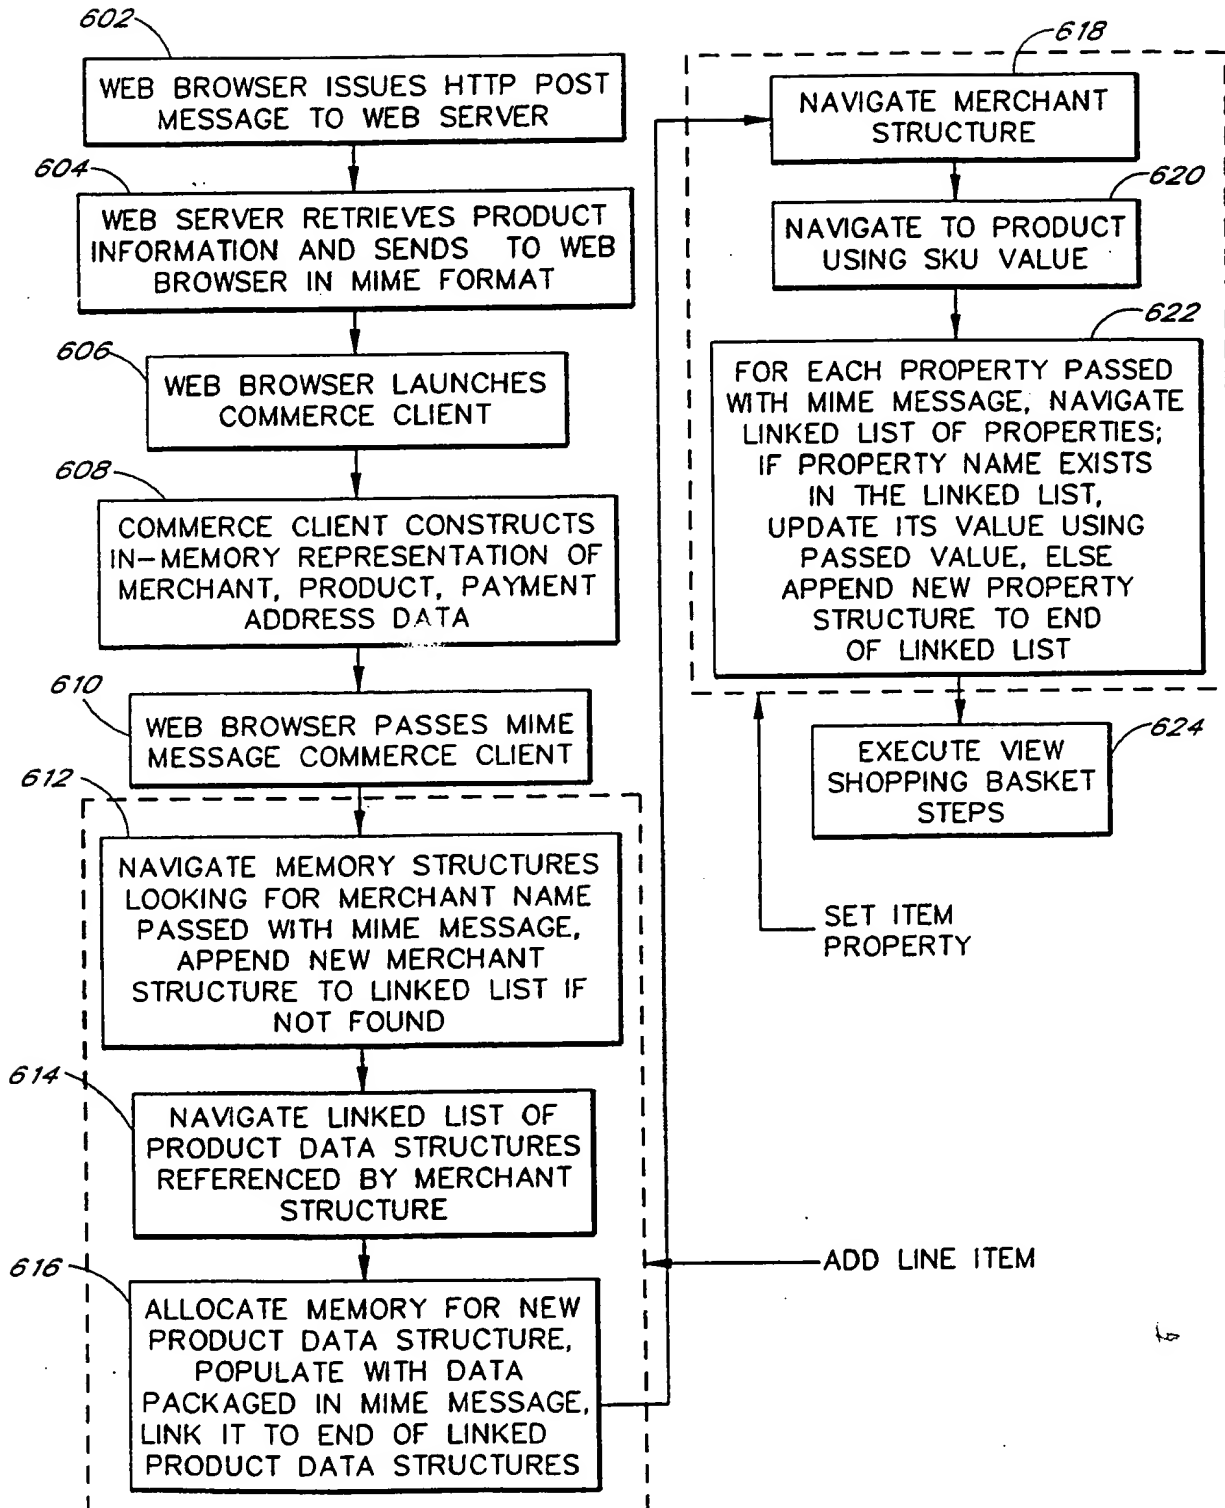 602
WEB BROWSER ISSUES HTTP POST
MESSAGE TO WEB SERVER
604
WEB SERVER RETRIEVES PRODUCT
INFORMATION AND SENDS TO WEB
BROWSER IN MIME FORMAT
606
WEB BROWSER LAUNCHES
COMMERCE CLIENT
608
COMMERCE CLIENT CONSTRUCTS
IN-MEMORY REPRESENTATION OF
MERCHANT, PRODUCT, PAYMENT
ADDRESS DATA
610
WEB BROWSER PASSES MIME
MESSAGE COMMERCE CLIENT
612
NAVIGATE MEMORY STRUCTURES
LOOKING FOR MERCHANT NAME
PASSED WITH MIME MESSAGE,
APPEND NEW MERCHANT
STRUCTURE TO LINKED LIST IF
NOT FOUND
614
NAVIGATE LINKED LIST OF
PRODUCT DATA STRUCTURES
REFERENCED BY MERCHANT
STRUCTURE
616
ALLOCATE MEMORY FOR NEW
PRODUCT DATA STRUCTURE,
POPULATE WITH DATA
PACKAGED IN MIME MESSAGE,
LINK IT TO END OF LINKED
PRODUCT DATA STRUCTURES
618
NAVIGATE MERCHANT
STRUCTURE
620
NAVIGATE TO PRODUCT
USING SKU VALUE
622
FOR EACH PROPERTY PASSED
WITH MIME MESSAGE, NAVIGATE
LINKED LIST OF PROPERTIES;
IF PROPERTY NAME EXISTS
IN THE LINKED LIST,
UPDATE ITS VALUE USING
PASSED VALUE, ELSE
APPEND NEW PROPERTY
STRUCTURE TO END
OF LINKED LIST
624
EXECUTE VIEW
SHOPPING BASKET
STEPS
SET ITEM
PROPERTY
ADD LINE ITEM